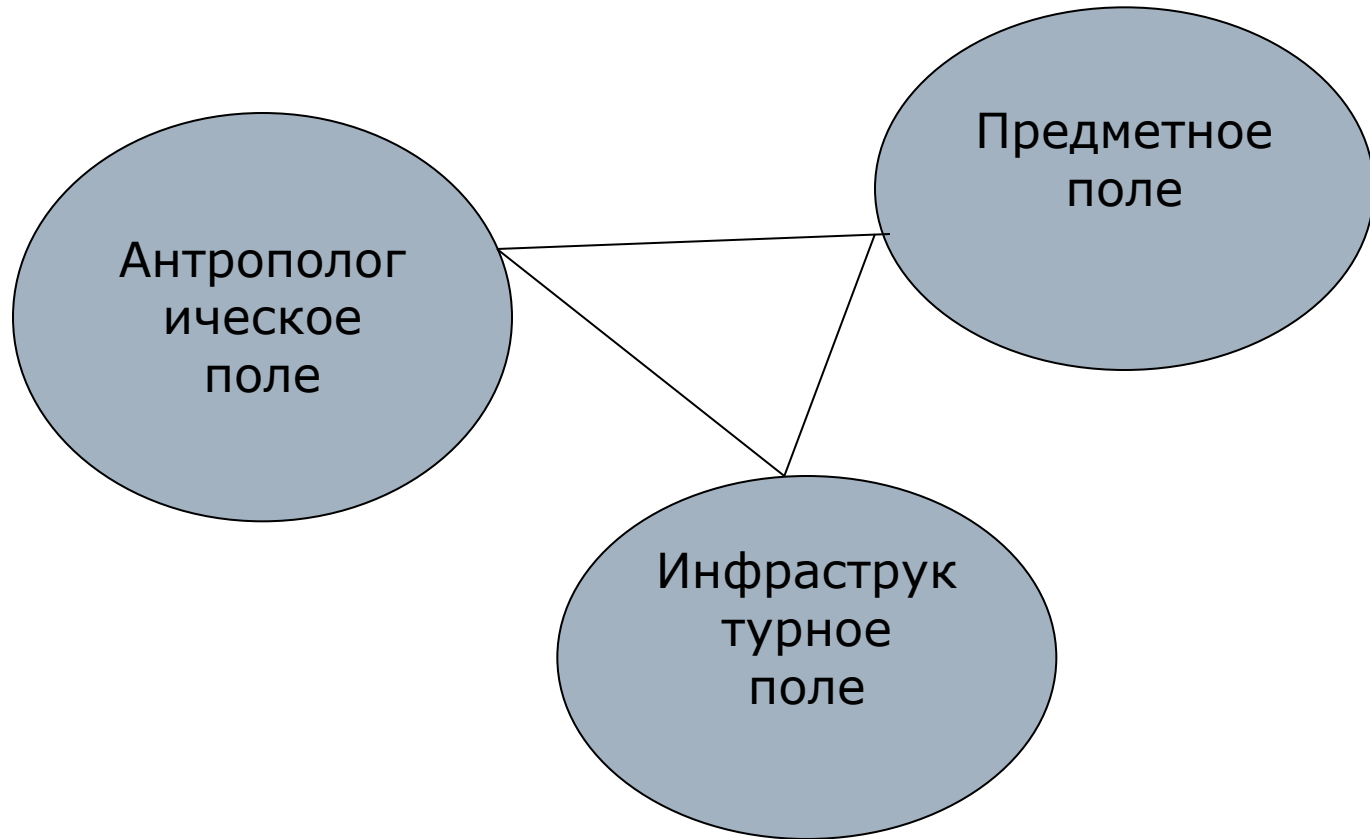 Предметное
поле
Антрополог
ическое
поле
Инфраструк
турное
поле